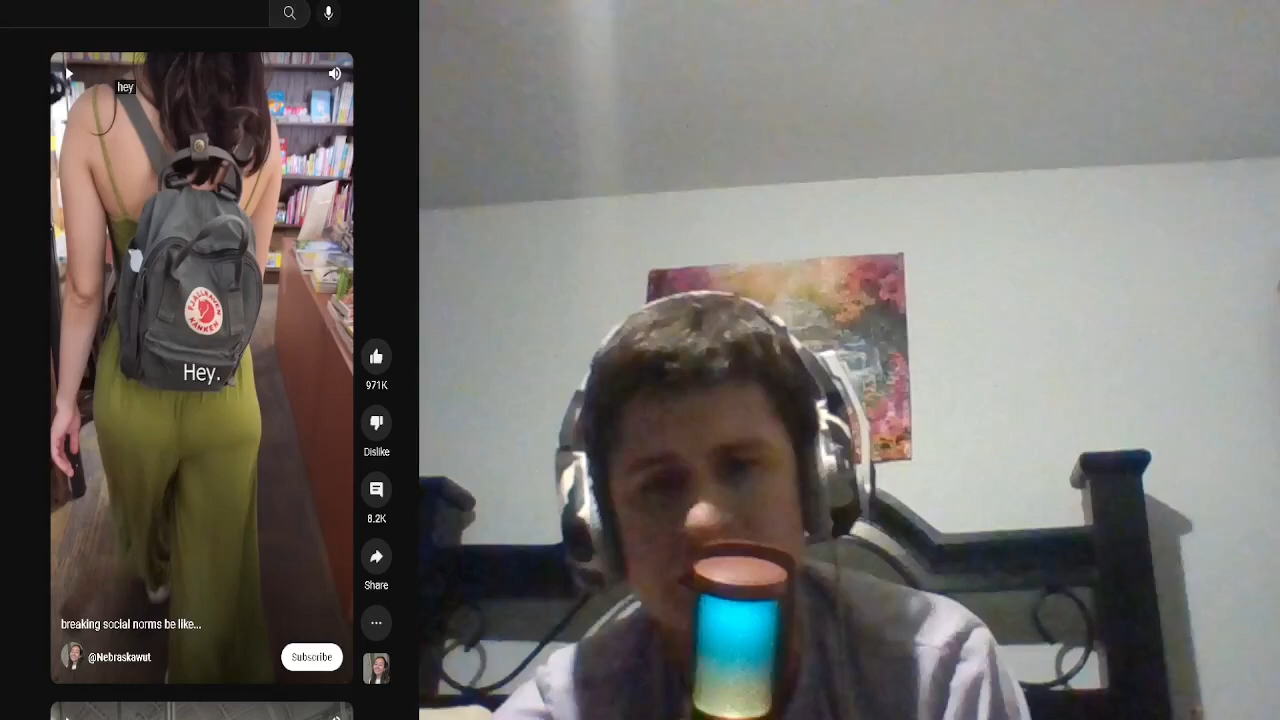 hey
FJÄLLRÄVEN
KÅNKEN
Hey.
971K
Dislike
8.2K
Share
breaking social norms be like...
@Nebraskawut
Subscribe